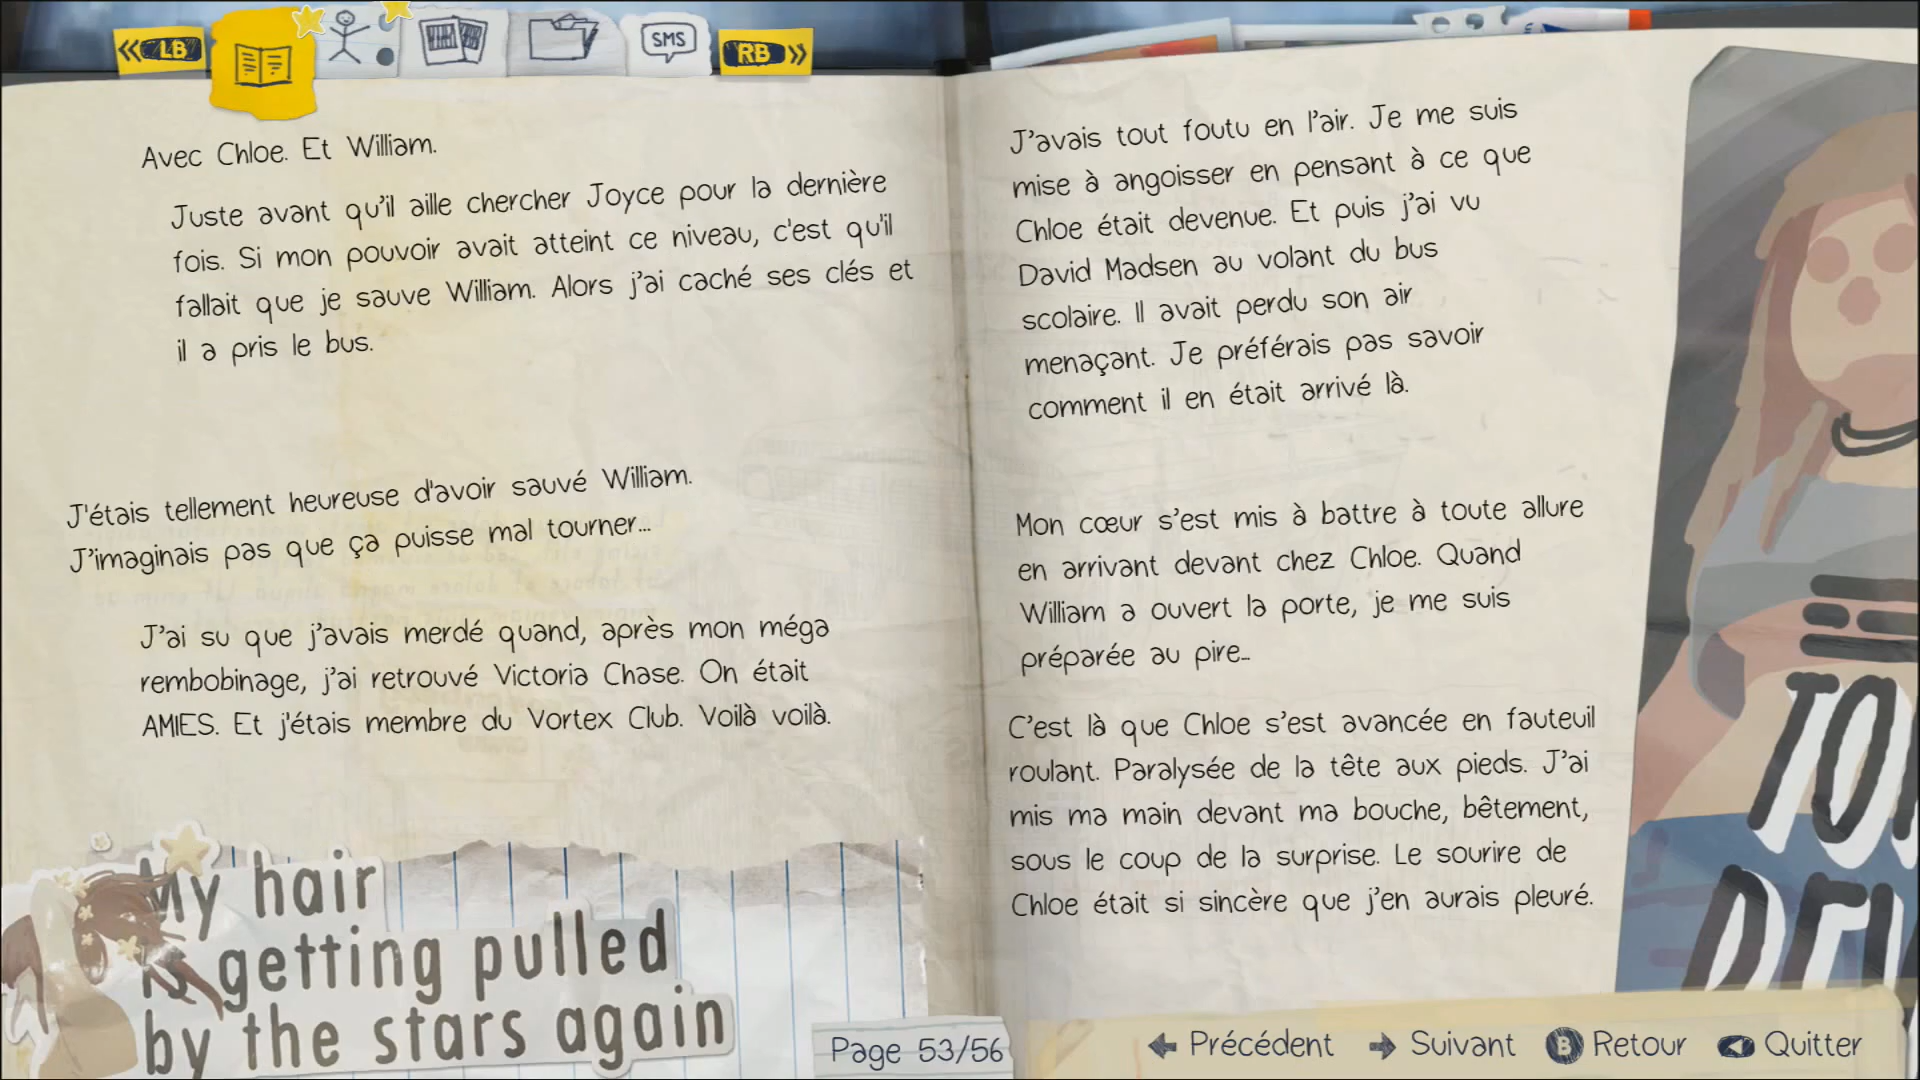 LB
SMS
RB
Avec Chloe. Et William.
Juste avant qu'il aille chercher Joyce pour la dernière
fois. Si mon pouvoir avait atteint ce niveau, c'est qu'il
fallait que je sauve William. Alors j'ai caché ses clés et
il a pris le bus.
J'étais tellement heureuse d'avoir sauvé William.
J'imaginais pas que ça puisse mal tourner...
J'ai su que j'avais merdé quand, après mon méga
rembobinage, j'ai retrouvé Victoria Chase. On était
AMIES. Et j'étais membre du Vortex Club. Voilà voilà.
My hair
is getting pulled
by the stars again
J'avais tout foutu en l'air. Je me suis
mise à angoisser en pensant à ce que
Chloe était devenue. Et puis j'ai vu
David Madsen au volant du bus
scolaire. Il avait perdu son air
menaçant. Je préférais pas savoir
comment il en était arrivé là.
Mon cœur s'est mis à battre à toute allure
en arrivant devant chez Chloe. Quand
William a ouvert la porte, je me suis
préparée au pire...
C'est là que Chloe s'est avancée en fauteuil
roulant. Paralysée de la tête aux pieds. J'ai
mis ma main devant ma bouche, bêtement,
sous le coup de la surprise. Le sourire de
Chloe était si sincère que j'en aurais pleuré.
Page 53/56
Précédent
Suivant
B Retour
Quitter